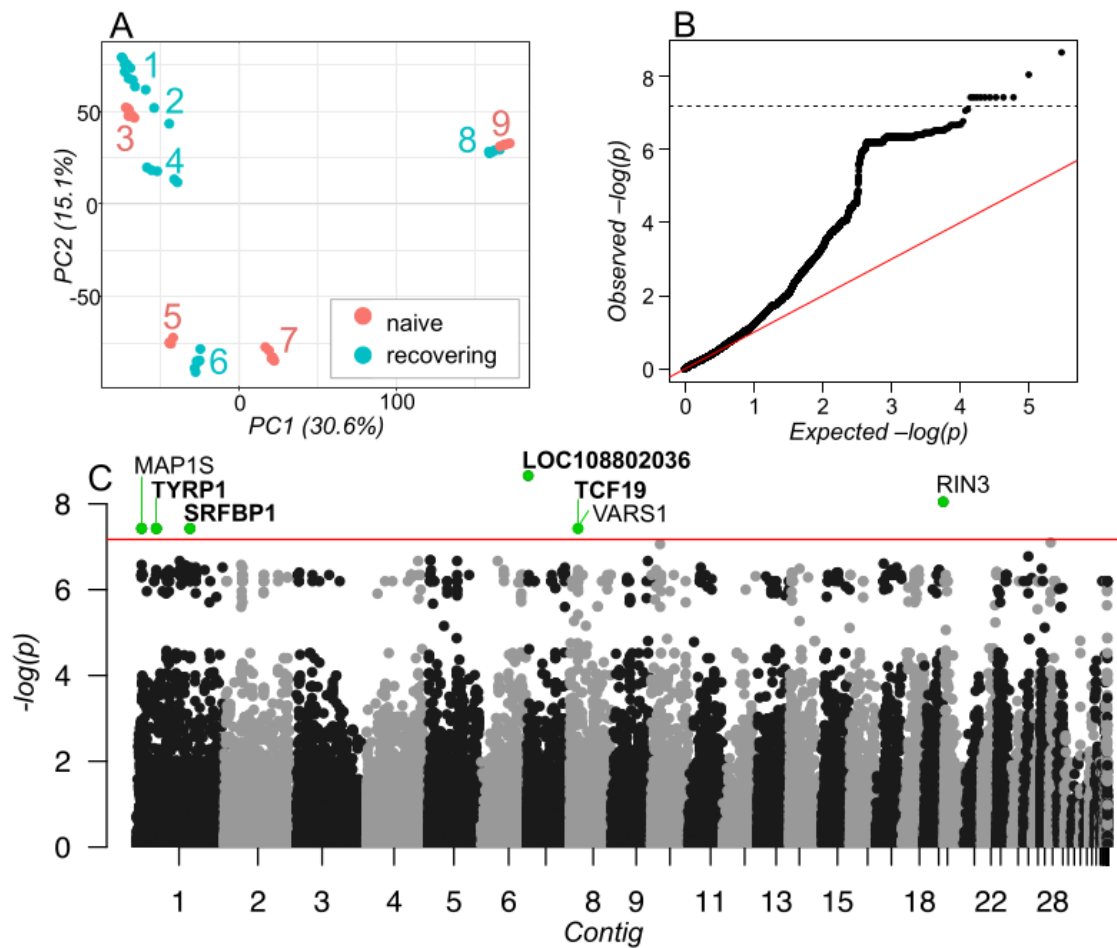 A
1
2
3
4
5
6
7
8
9
50
0
-50
PC2 (15.1%)
naive
recovering
0
100
PC1 (30.6%)
B
8
6
4
2
0
Observed –log(p)
0
1
2
3
4
5
Expected –log(p)
C
MAP1S
TYRP1
SRFBP1
LOC108802036
TCF19
VARS1
RIN3
8
6
4
2
0
-log(p)
1
2
3
4
5
6
8
9
11
13
15
18
22
28
Contig